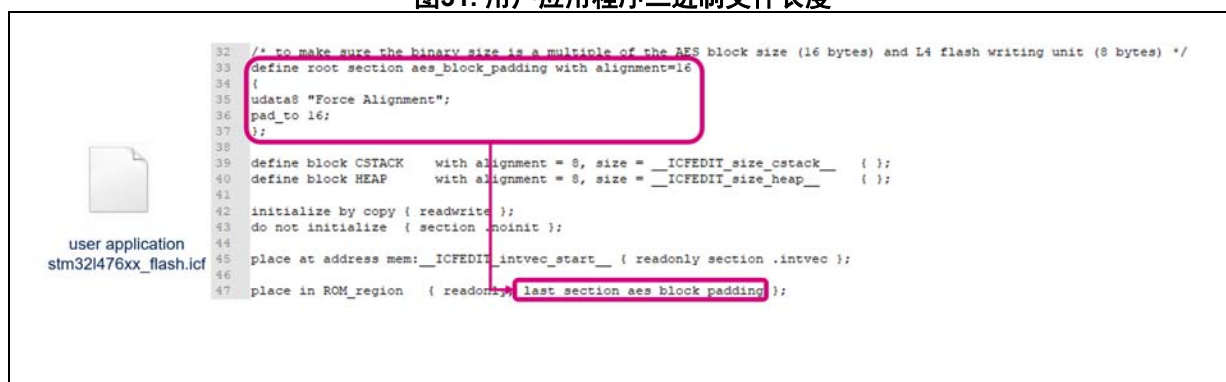 图31. 用户应用程序二进制文件长度
32 /* to make sure the binary size is a multiple of the AES block size (16 bytes) and L4 flash writing unit (8 bytes) */
33 define root section aes_block_padding with alignment=16
34 {
35 udata8 "Force Alignment";
36 pad_to 16;
37 };
38
39 define block CSTACK with alignment = 8, size = __ICFEDIT_size_cstack__ { };
40 define block HEAP with alignment = 8, size = __ICFEDIT_size_heap__ { };
41
42 initialize by copy { readwrite };
43 do not initialize { section .noinit };
44
45 place at address mem:__ICFEDIT_intvec_start__ { readonly section .intvec };
46
47 place in ROM_region { readonly, last section aes_block_padding };
user application
stm32l476xx_flash.icf